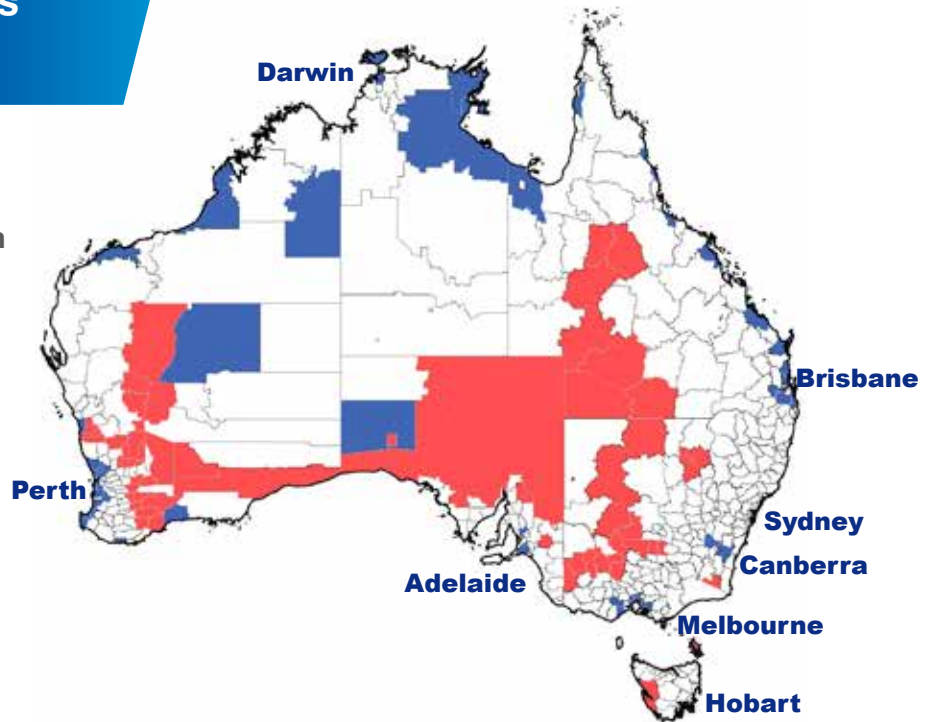 s
Darwin
n
Brisbane
Perth
Sydney
Canberra
Adelaide
Melbourne
Hobart